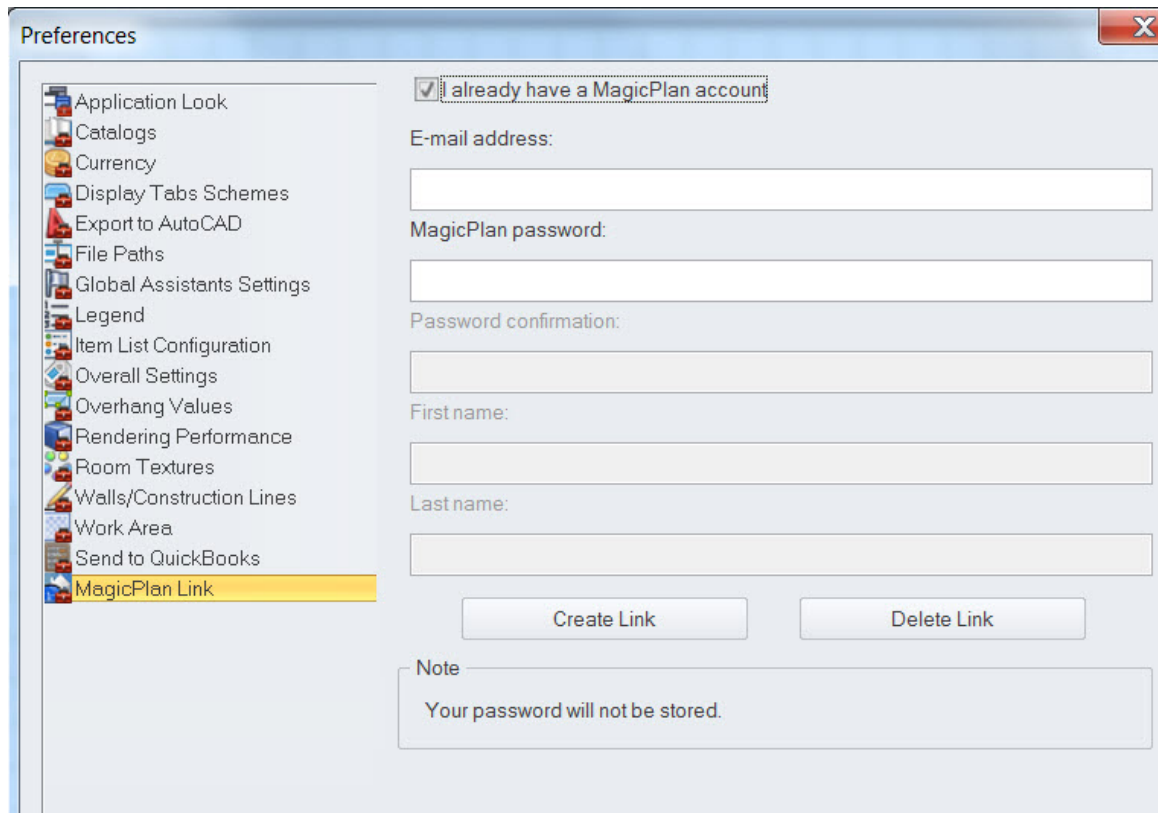 Preferences
Application Look
Catalogs
Currency
Display Tabs Schemes
Export to AutoCAD
File Paths
Global Assistants Settings
Legend
Item List Configuration
Overall Settings
Overhang Values
Rendering Performance
Room Textures
Walls/Construction Lines
Work Area
Send to QuickBooks
MagicPlan Link
I already have a MagicPlan account
E-mail address:
MagicPlan password:
Password confirmation:
First name:
Last name:
Create Link
Delete Link
Note
Your password will not be stored.